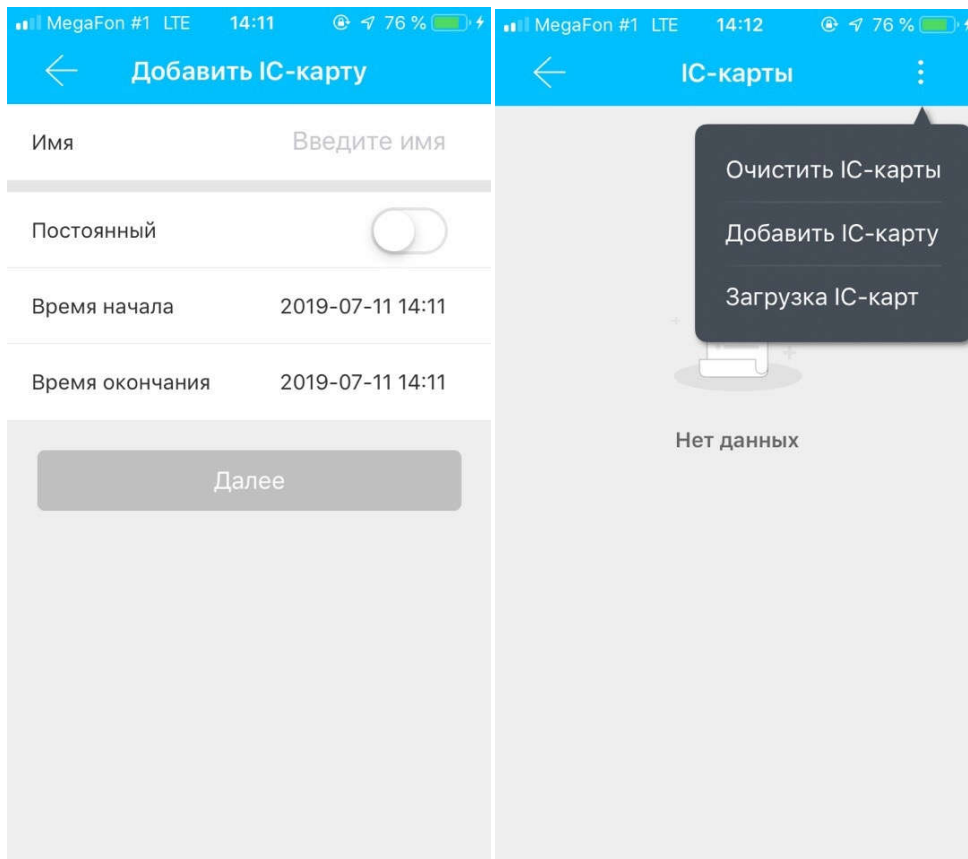 MegaFon #1 LTE 14:11 76 %
Добавить IC-карту
Имя Введите имя
Постоянный
Время начала 2019-07-11 14:11
Время окончания 2019-07-11 14:11
Далее
MegaFon #1 LTE 14:12 76 %
IC-карты
Очистить IC-карты
Добавить IC-карту
Загрузка IC-карт
Нет данных